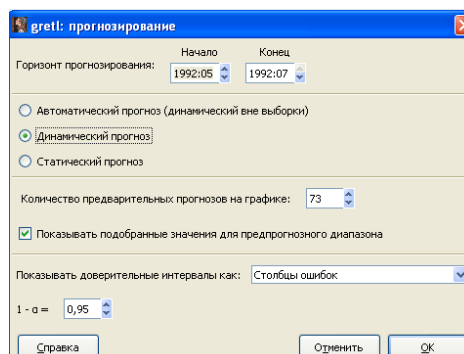 gretl: прогнозирование
Начало Конец
Горизонт прогнозирования: 1992:05 1992:07
Автоматический прогноз (динамический вне выборки)
Динамический прогноз
Статический прогноз
Количество предварительных прогнозов на графике: 73
Показывать подобранные значения для предпрогнозного диапазона
Показывать доверительные интервалы как: Столбцы ошибок
1 - α = 0,95
Справка Отменить OK